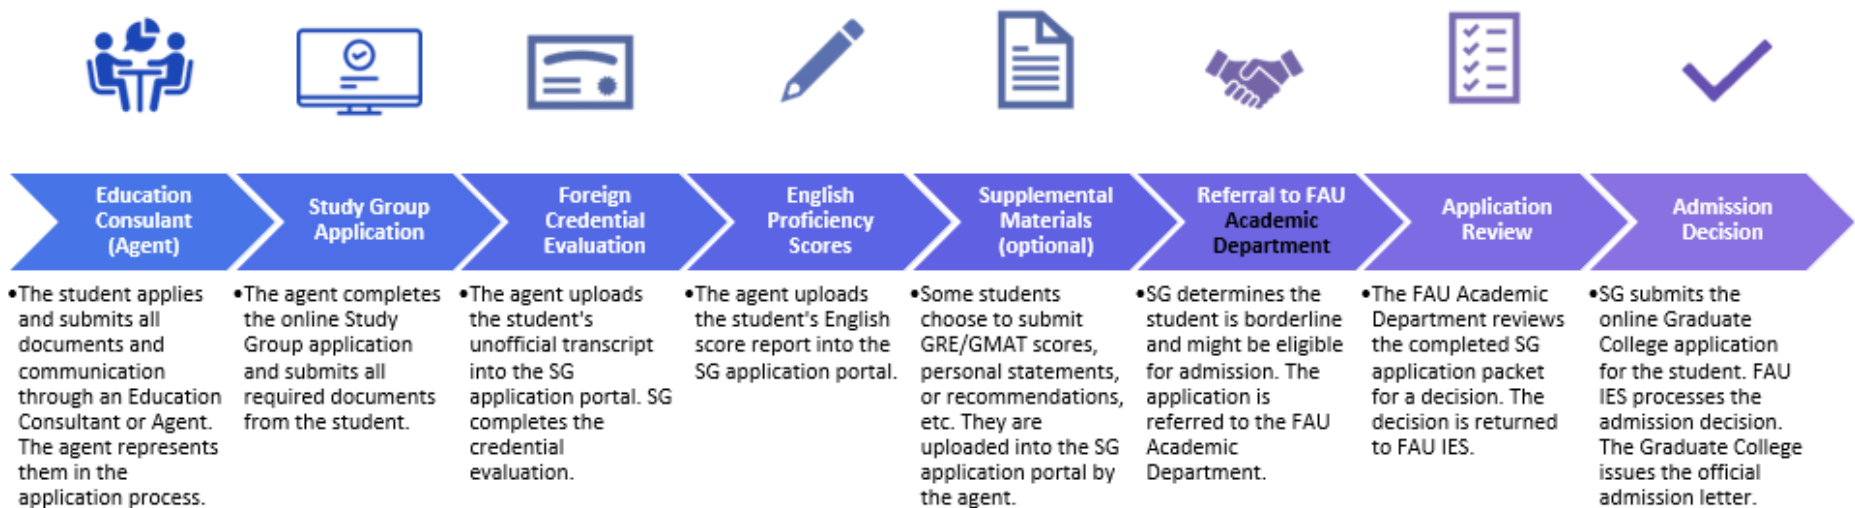 Education
Consulant
(Agent)
Study Group
Application
Foreign
Credential
Evaluation
English
Proficiency
Scores
Supplemental
Materials
(optional)
Referral to FAU
Academic
Department
Application
Review
Admission
Decision
•The student applies
and submits all
documents and
communication
through an Education
Consultant or Agent.
The agent represents
them in the
application process.
•The agent completes
the online Study
Group application
and submits all
required documents
from the student.
•The agent uploads
the student's
unofficial transcript
into the SG
application portal. SG
completes the
credential
evaluation.
•The agent uploads
the student's English
score report into the
SG application portal.
•Some students
choose to submit
GRE/GMAT scores,
personal statements,
or recommendations,
etc. They are
uploaded into the SG
application portal by
the agent.
•SG determines the
student is borderline
and might be eligible
for admission. The
application is
referred to the FAU
Academic
Department.
•The FAU Academic
Department reviews
the completed SG
application packet
for a decision. The
decision is returned
to FAU IES.
•SG submits the
online Graduate
College application
for the student. FAU
IES processes the
admission decision.
The Graduate College
issues the official
admission letter.